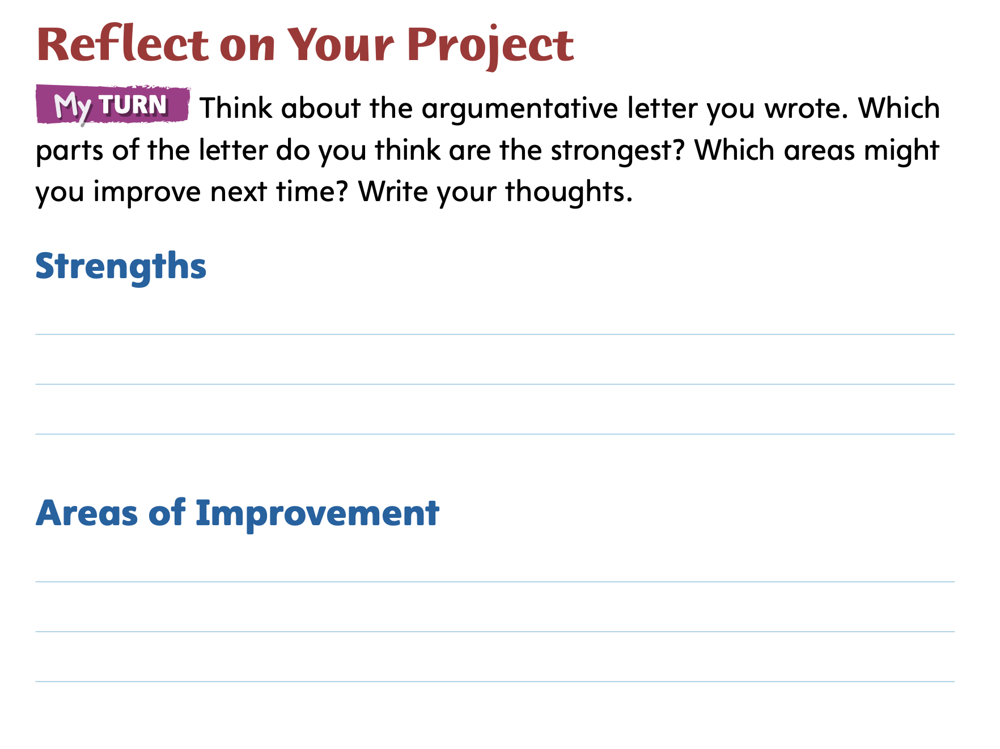 Reflect on Your Project
My TURN Think about the argumentative letter you wrote. Which
parts of the letter do you think are the strongest? Which areas might
you improve next time? Write your thoughts.
Strengths
Areas of Improvement